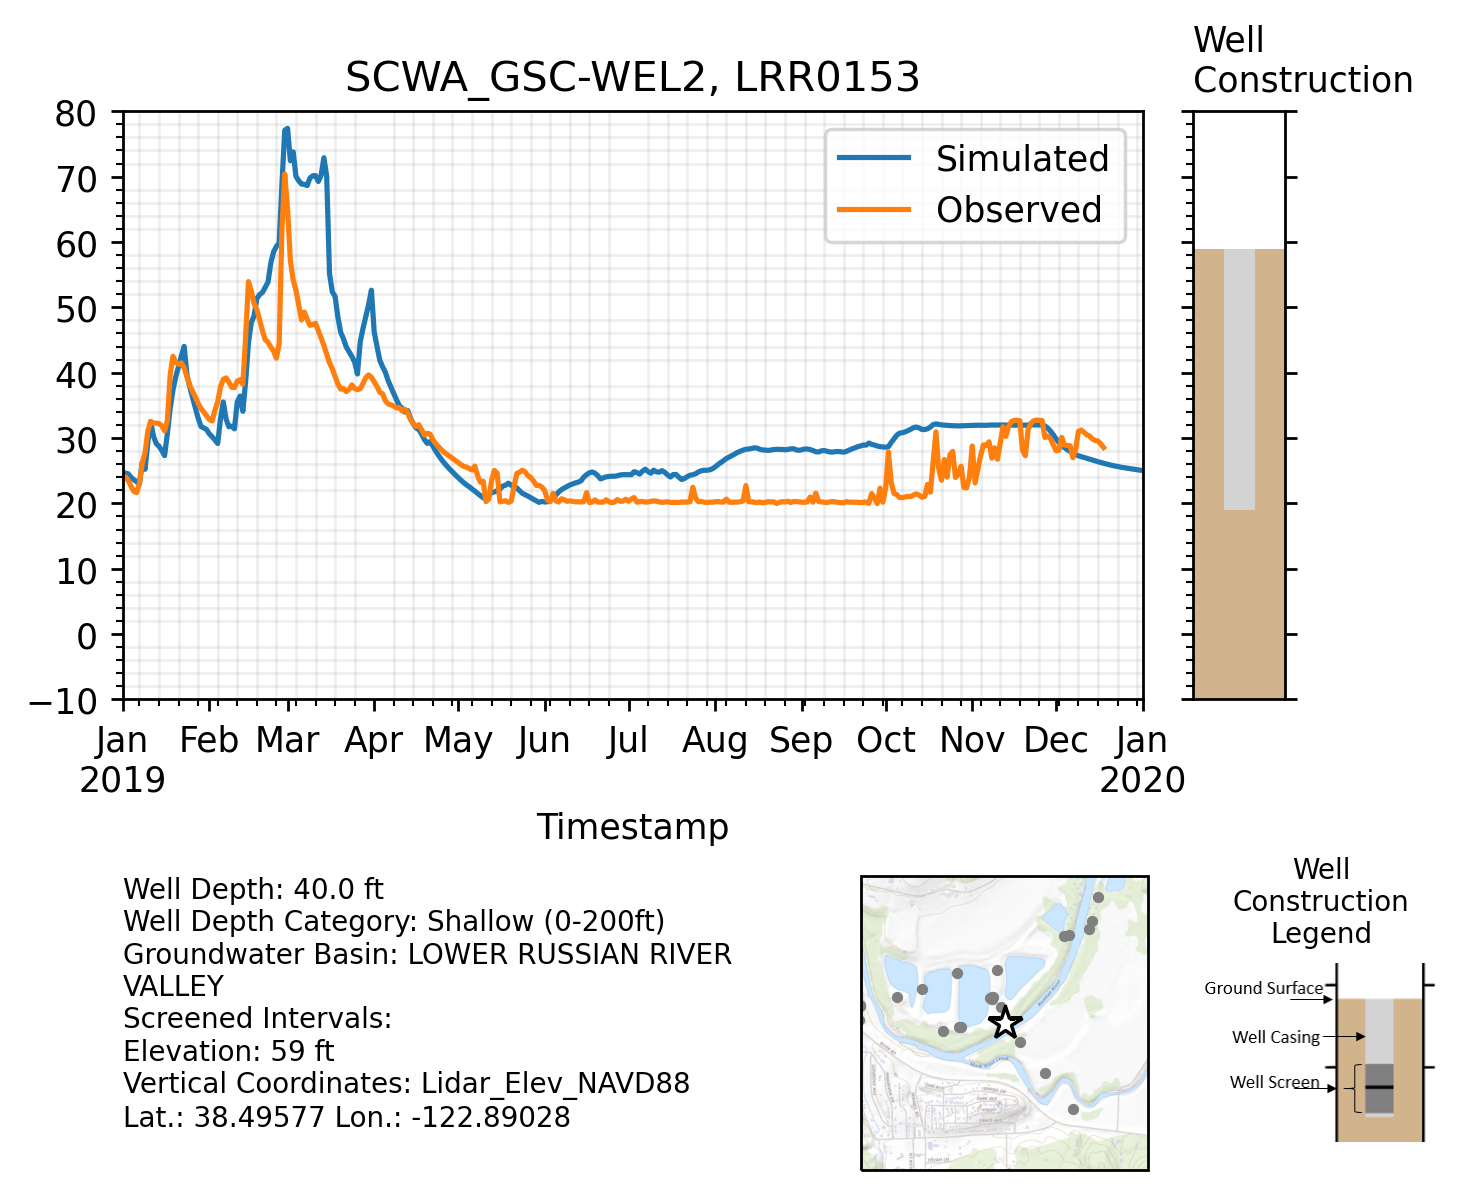 Well
Construction
SCWA_GSC-WEL2, LRR0153
80
70
60
50
40
30
20
10
0
−10
Simulated
Observed
Jan Feb Mar Apr May Jun Jul Aug Sep Oct Nov Dec Jan
2019 2020
Timestamp
Well Depth: 40.0 ft
Well Depth Category: Shallow (0-200ft)
Groundwater Basin: LOWER RUSSIAN RIVER
VALLEY
Screened Intervals:
Elevation: 59 ft
Vertical Coordinates: Lidar_Elev_NAVD88
Lat.: 38.49577 Lon.: -122.89028
Well
Construction
Legend
Ground Surface
Well Casing
Well Screen